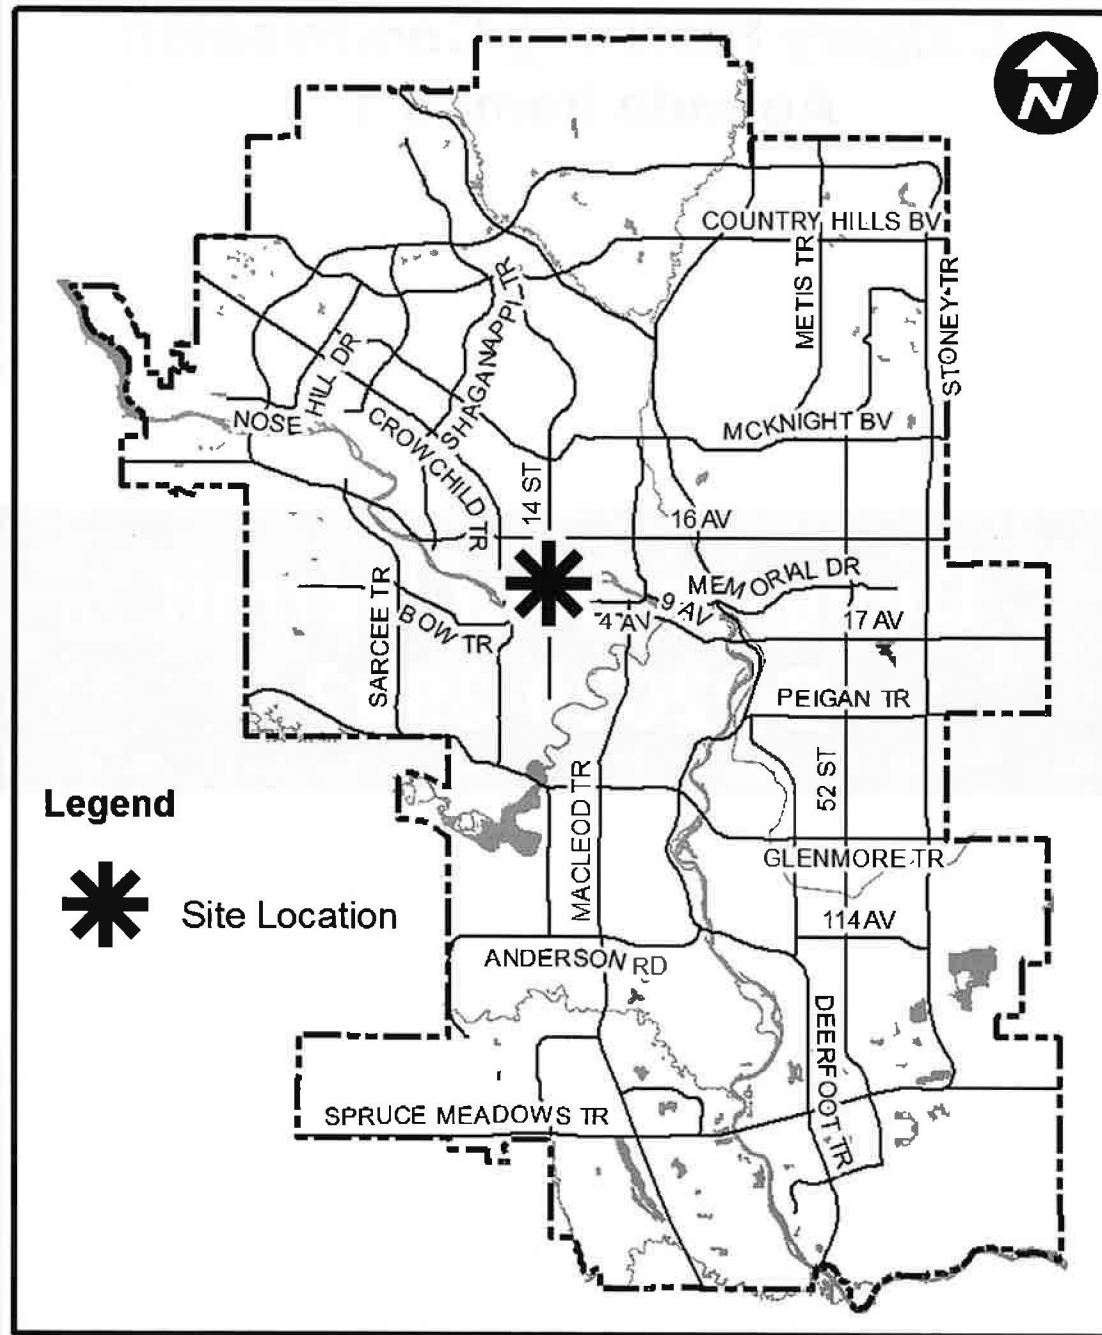 N
COUNTRY HILLS BV
METIS TR
STONEY TR
SHAGANAPPI TR
NOSE HILL DR
CROWCHILD TR
MCKNIGHT BV
14 ST
16 AV
MEMORIAL DR
9 AV
4 AV
17 AV
SARCEE TR
BOW TR
PEIGAN TR
52 ST
MACLEOD TR
Legend
Site Location
GLENMORE TR
114 AV
ANDERSON RD
DEERFOOT TR
SPRUCE MEADOWS TR